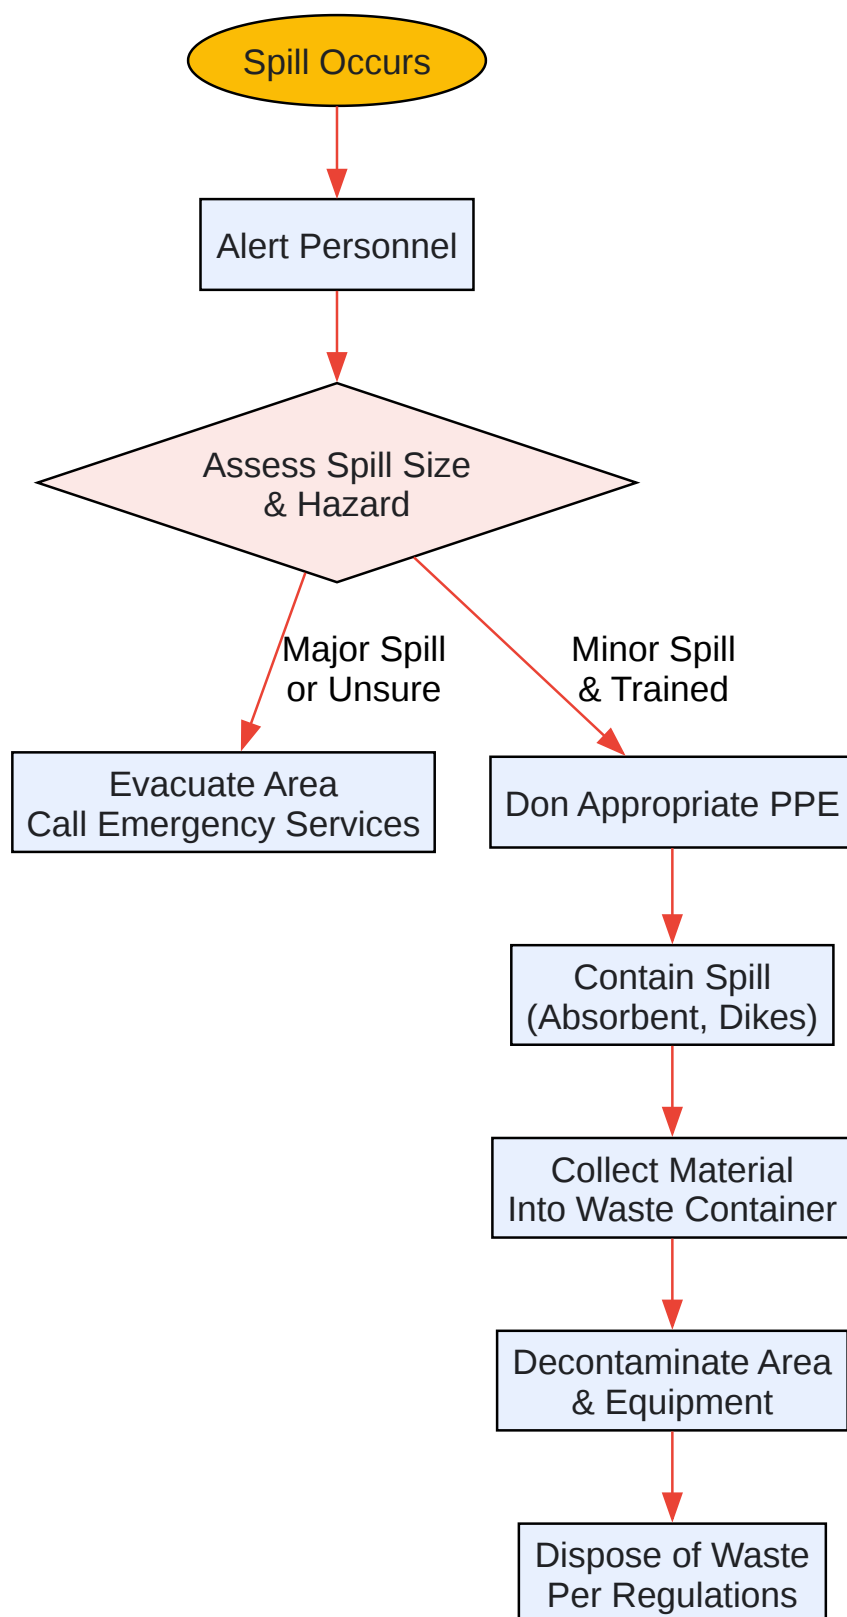 Spill Occurs
Alert Personnel
Assess Spill Size
& Hazard
Major Spill
or Unsure
Minor Spill
& Trained
Evacuate Area
Call Emergency Services
Don Appropriate PPE
Contain Spill
(Absorbent, Dikes)
Collect Material
Into Waste Container
Decontaminate Area
& Equipment
Dispose of Waste
Per Regulations